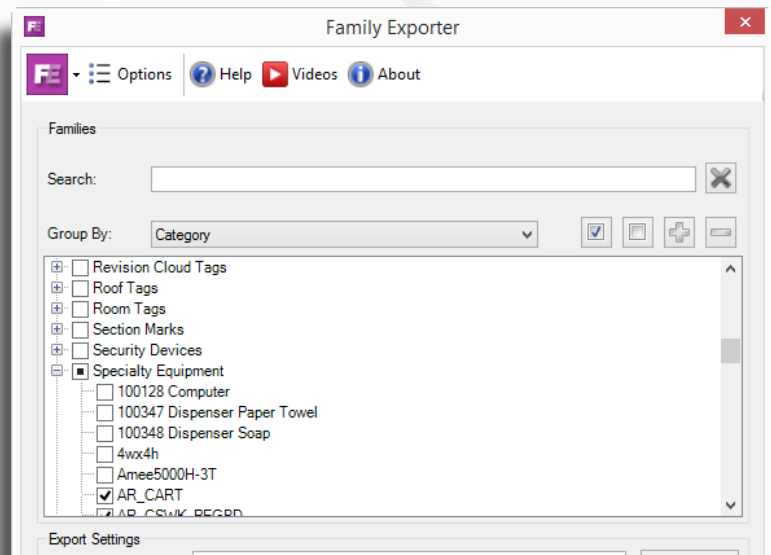 FE Family Exporter
FE Options Help Videos About
Families
Search:
Group By: Category
Revision Cloud Tags
Roof Tags
Room Tags
Section Marks
Security Devices
Specialty Equipment
100128 Computer
100347 Dispenser Paper Towel
100348 Dispenser Soap
4wx4h
Amee5000H-3T
AR_CART
Export Settings